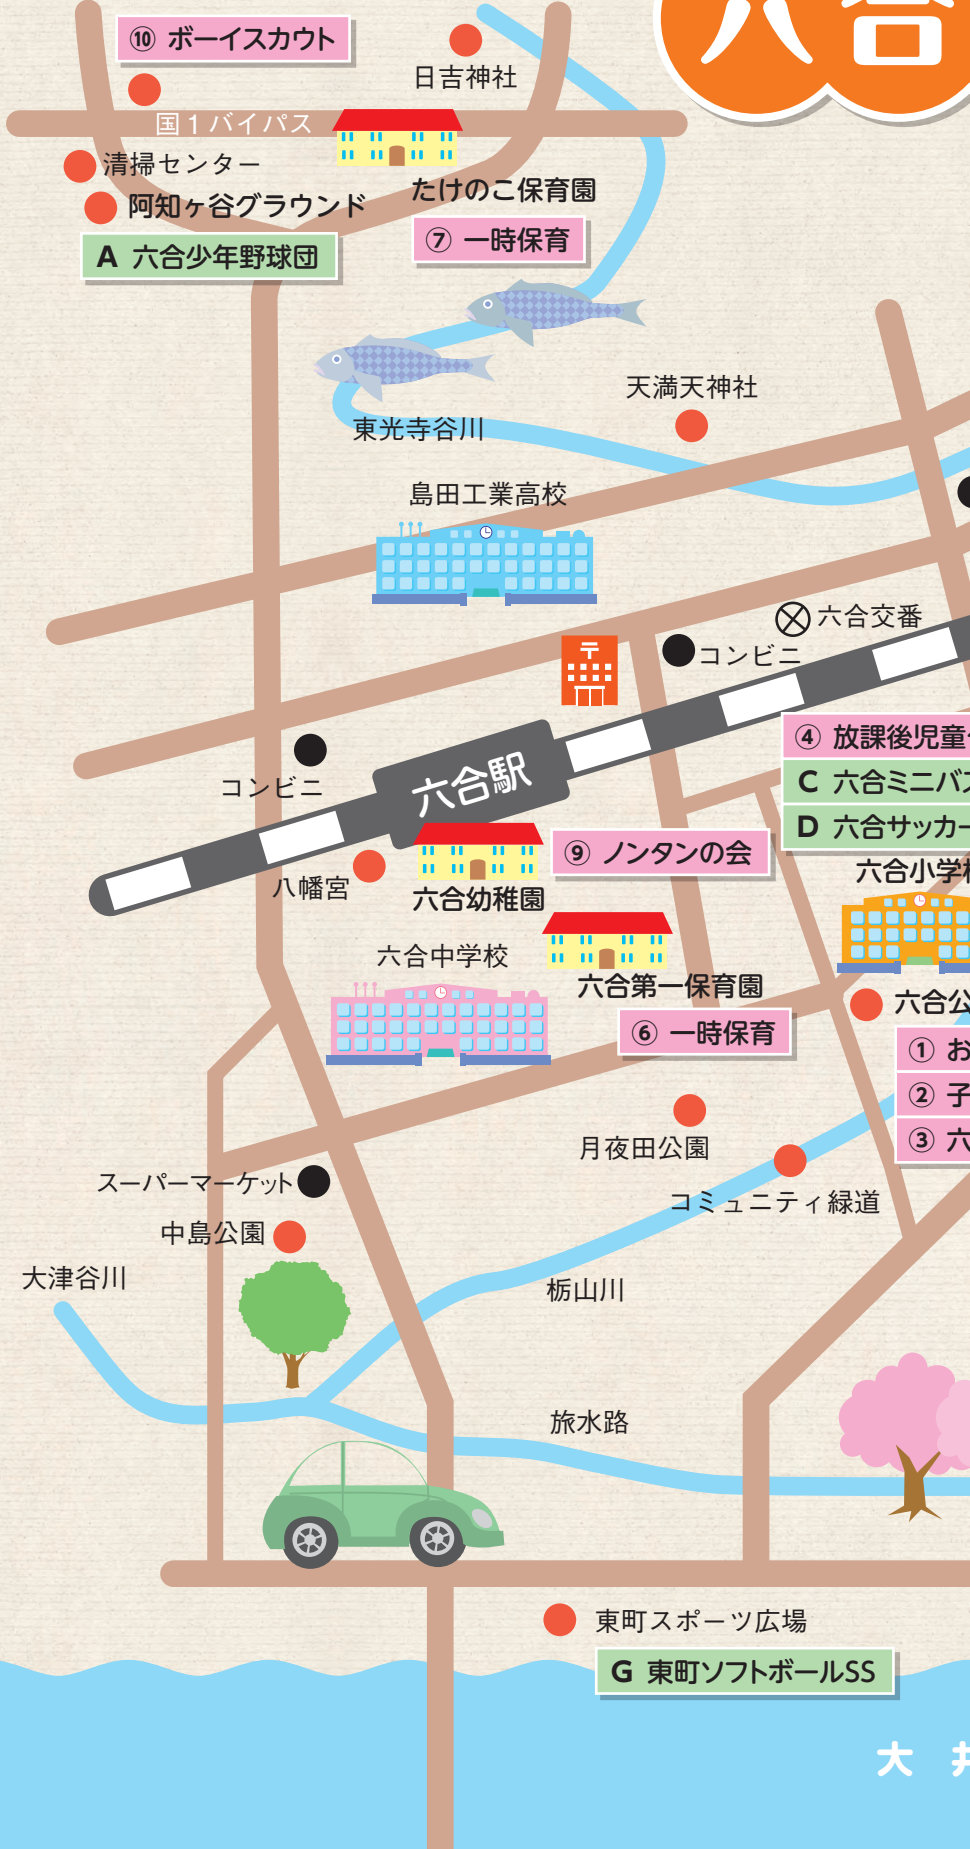 六合
⑩ ボーイスカウト
日吉神社
国1バイパス
清掃センター
阿知ヶ谷グラウンド
A 六合少年野球団
たけのこ保育園
⑦ 一時保育
天満天神社
東光寺谷川
島田工業高校
六合交番
〒
コンビニ
④ 放課後児童
C 六合ミニバス
D 六合サッカー
六合駅
コンビニ
⑨ ノンタンの会
八幡宮
六合幼稚園
六合小学校
六合中学校
六合第一保育園
六合公
⑥ 一時保育
① お
② 子
③ 六
月夜田公園
コミュニティ緑道
スーパーマーケット
中島公園
大津谷川
栃山川
旅水路
東町スポーツ広場
G 東町ソフトボールSS
大 井